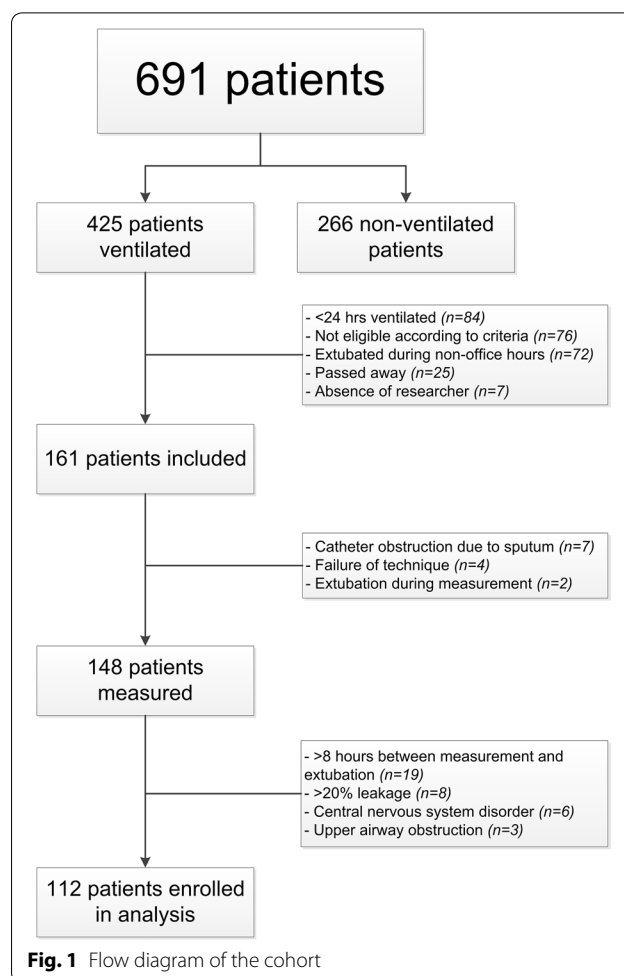 691 patients
425 patients
ventilated
266 non-ventilated
patients
- <24 hrs ventilated (n=84)
- Not eligible according to criteria (n=76)
- Extubated during non-office hours (n=72)
- Passed away (n=25)
- Absence of researcher (n=7)
161 patients included
- Catheter obstruction due to sputum (n=7)
- Failure of technique (n=4)
- Extubation during measurement (n=2)
148 patients
measured
- >8 hours between measurement and
extubation (n=19)
- >20% leakage (n=8)
- Central nervous system disorder (n=6)
- Upper airway obstruction (n=3)
112 patients enrolled
in analysis
Fig. 1 Flow diagram of the cohort